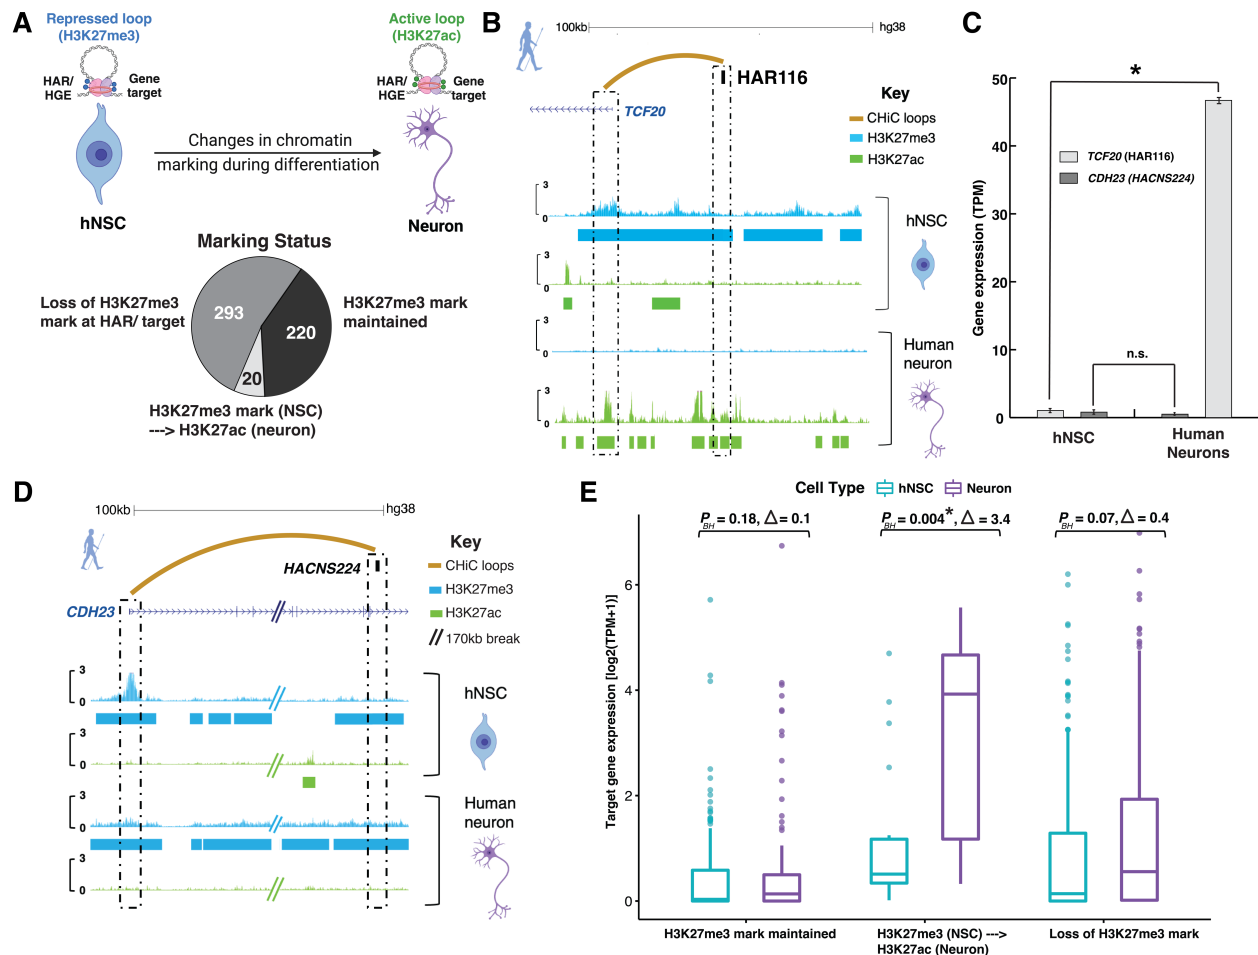 A
Repressed loop
(H3K27me3)
Active loop
(H3K27ac)
HAR/
HGE
Gene
target
HAR/
HGE
Gene
target
Changes in chromatin
marking during differentiation
hNSC
Neuron
Marking Status
Loss of H3K27me3
mark at HAR/ target
293
220
20
H3K27me3 mark
maintained
H3K27me3 mark (NSC)
---> H3K27ac (neuron)
B
100kb
hg38
HAR116
TCF20
Key
CHiC loops
H3K27me3
H3K27ac
3
0
3
0
hNSC
3
0
3
0
Human
neuron
C
Gene expression (TPM)
50
40
30
20
10
0
*
TCF20 (HAR116)
CDH23 (HACNS224)
n.s.
hNSC
Human
Neurons
D
100kb
hg38
HACNS224
CDH23
Key
CHiC loops
H3K27me3
H3K27ac
170kb break
3
0
3
0
hNSC
3
0
3
0
Human
neuron
E
Cell Type
hNSC
Neuron
PBH = 0.18, Δ = 0.1
PBH = 0.004*, Δ = 3.4
PBH = 0.07, Δ = 0.4
Target gene expression [log2(TPM+1)]
6
4
2
0
H3K27me3 mark maintained
H3K27me3 (NSC) --->
H3K27ac (Neuron)
Loss of H3K27me3 mark